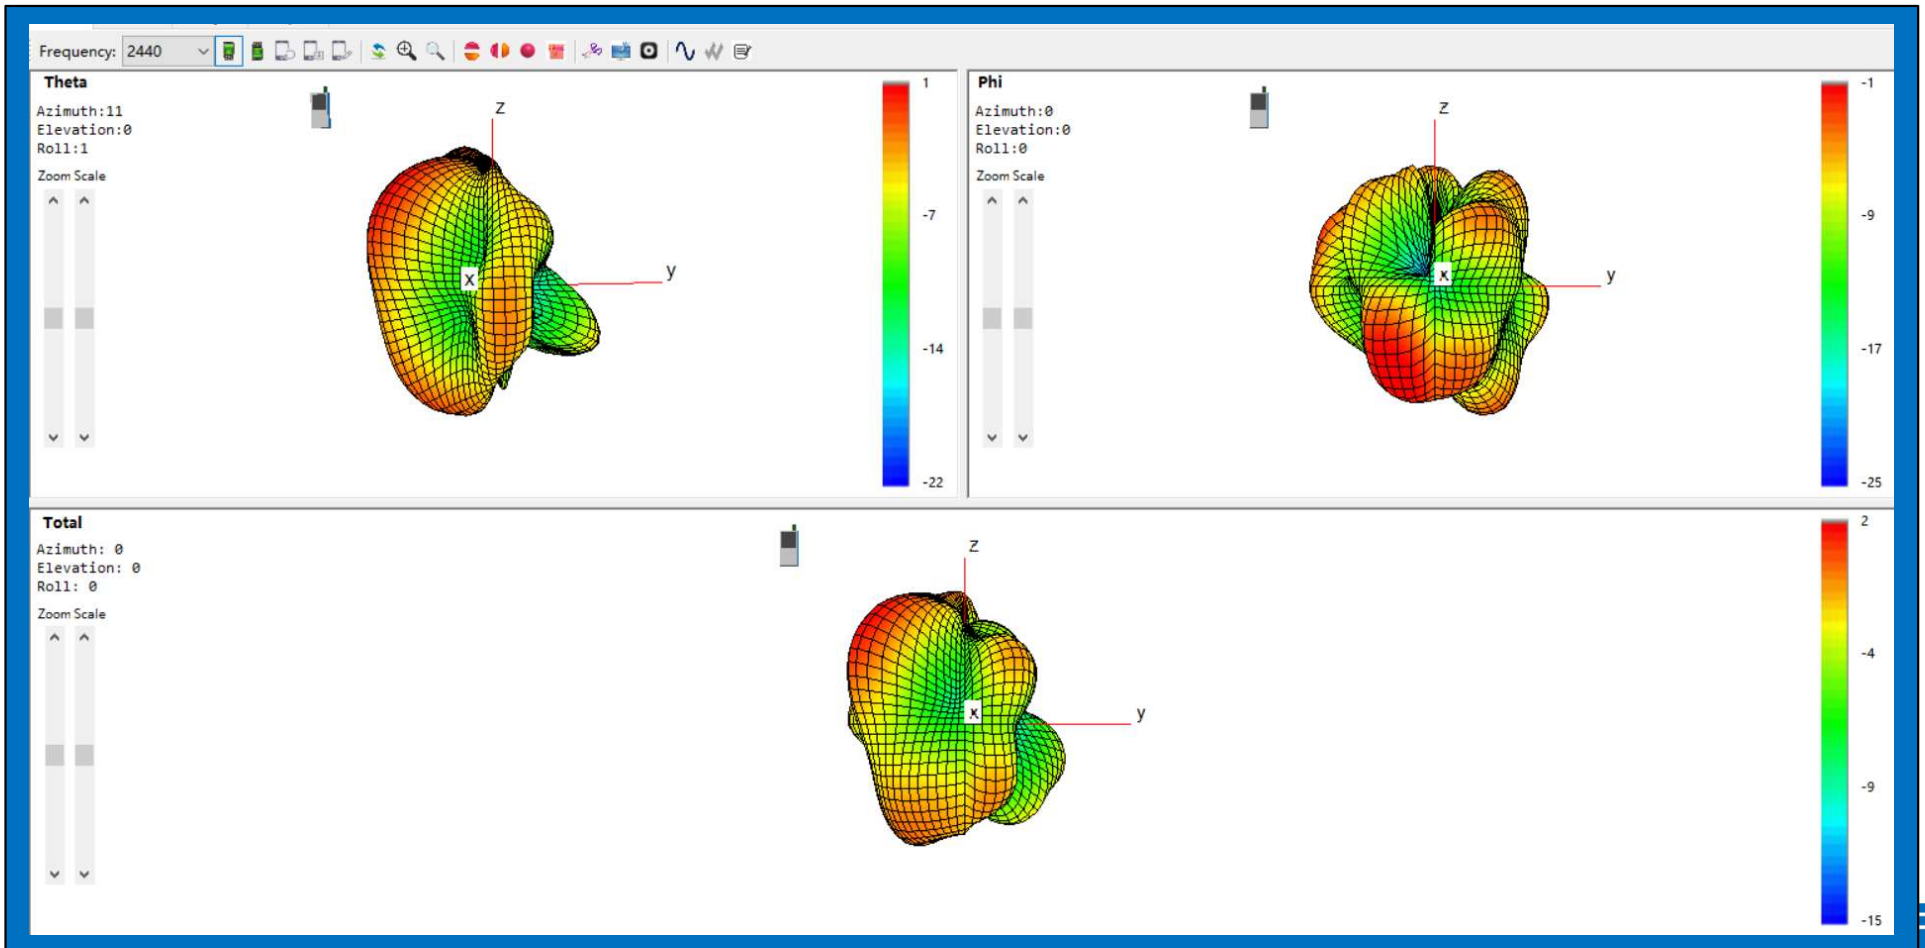 Frequency: 2440
Theta
Azimuth:11
Elevation:0
Roll:1
Zoom Scale
z
x
y
1
-7
-14
-22
Phi
Azimuth:0
Elevation:0
Roll:0
Zoom Scale
z
x
y
-1
-9
-17
-25
Total
Azimuth: 0
Elevation: 0
Roll: 0
Zoom Scale
z
x
y
2
-4
-9
-15